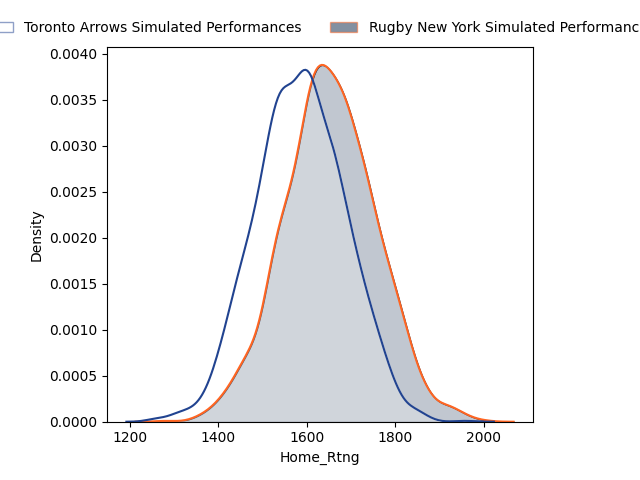 Toronto Arrows Simulated Performances
Rugby New York Simulated Performanc
0.0040
0.0035
0.0030
0.0025
0.0020
0.0015
0.0010
0.0005
0.0000
Density
1200 1400 1600 1800 2000
Home_Rtng